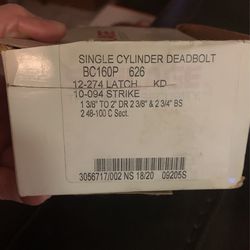 SINGLE CYLINDER DEADBOLT
BC160P 626
12-274 LATCH KD
10-094 STRIKE
1 3/8" TO 2" DR 2 3/8" & 2 3/4" BS
2 48-100 C Sect.
3056717/002 NS 18/20 09205S